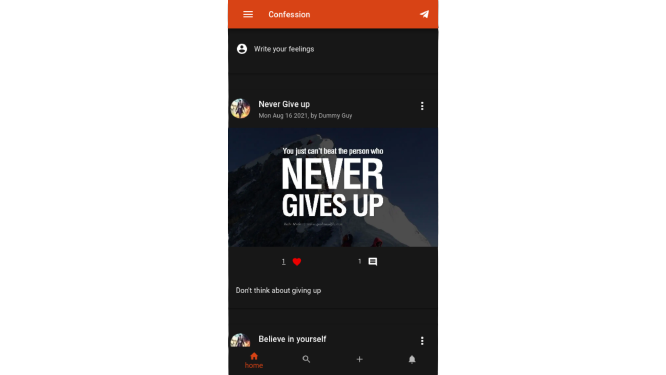 Confession
Write your feelings
Never Give up
Mon Aug 16 2021, by Dummy Guy
You just can't beat the person who
NEVER
GIVES UP
1
1
Don't think about giving up
Believe in yourself
home